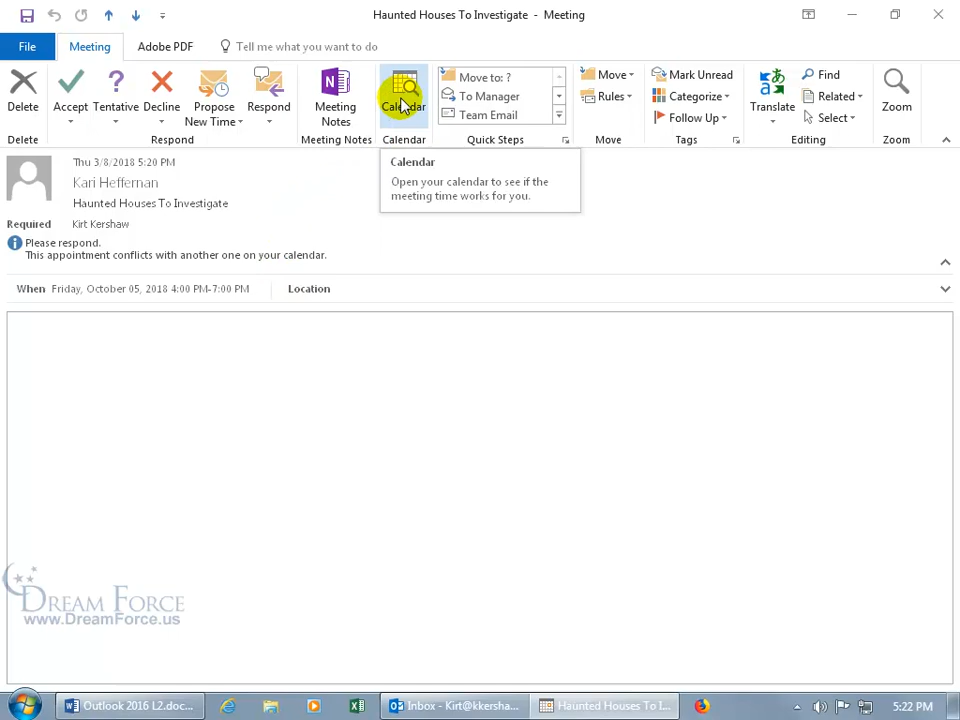 Haunted Houses To Investigate - Meeting
File
Meeting
Adobe PDF
Tell me what you want to do
Delete
Accept
Tentative
Decline
Propose
New Time
Respond
Meeting
Notes
Calendar
Move to: ?
To Manager
Team Email
Move
Rules
Mark Unread
Categorize
Follow Up
Translate
Find
Related
Select
Zoom
Delete
Respond
Meeting Notes
Calendar
Quick Steps
Move
Tags
Editing
Zoom
Calendar
Open your calendar to see if the
meeting time works for you.
Thu 3/8/2018 5:20 PM
Kari Heffernan
Haunted Houses To Investigate
Required Kirt Kershaw
Please respond.
This appointment conflicts with another one on your calendar.
When Friday, October 05, 2018 4:00 PM-7:00 PM
Location
DREAM FORCE
www.DreamForce.us
Outlook 2016 L2.doc...
Inbox - Kirt@kkersha...
Haunted Houses To I...
5:22 PM